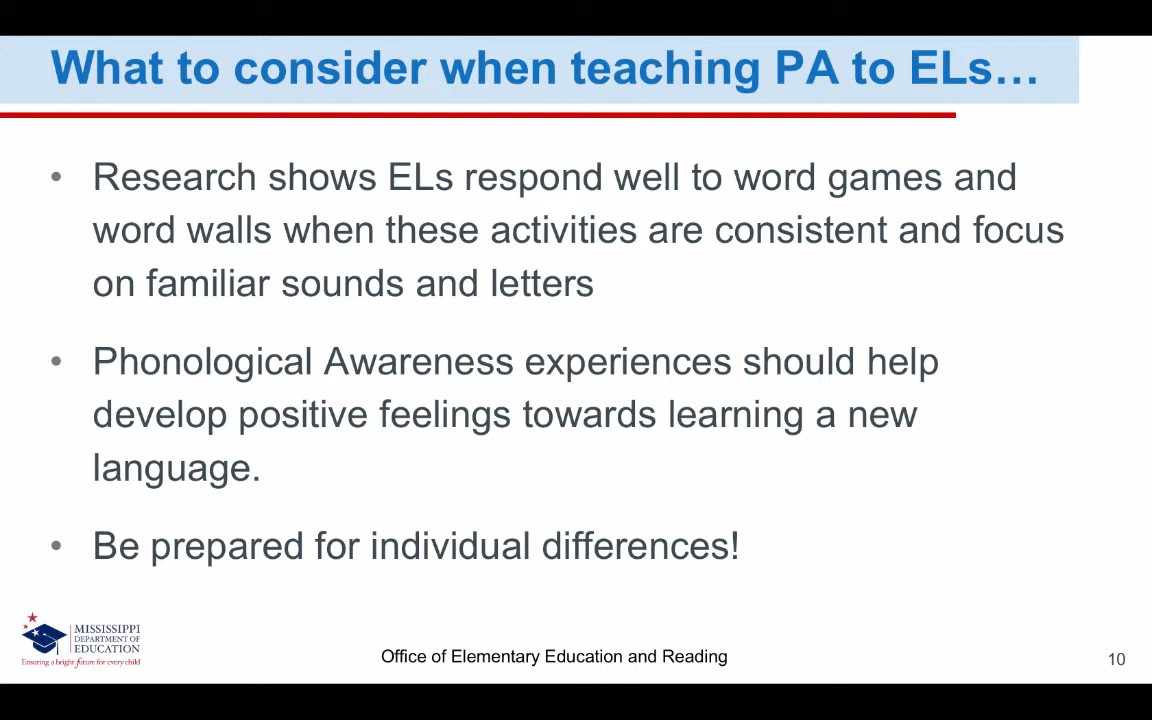 What to consider when teaching PA to ELs…
• Research shows ELs respond well to word games and
word walls when these activities are consistent and focus
on familiar sounds and letters
• Phonological Awareness experiences should help
develop positive feelings towards learning a new
language.
• Be prepared for individual differences!
MISSISSIPPI
DEPARTMENT OF
EDUCATION
Ensuring a bright future for every child
Office of Elementary Education and Reading
10